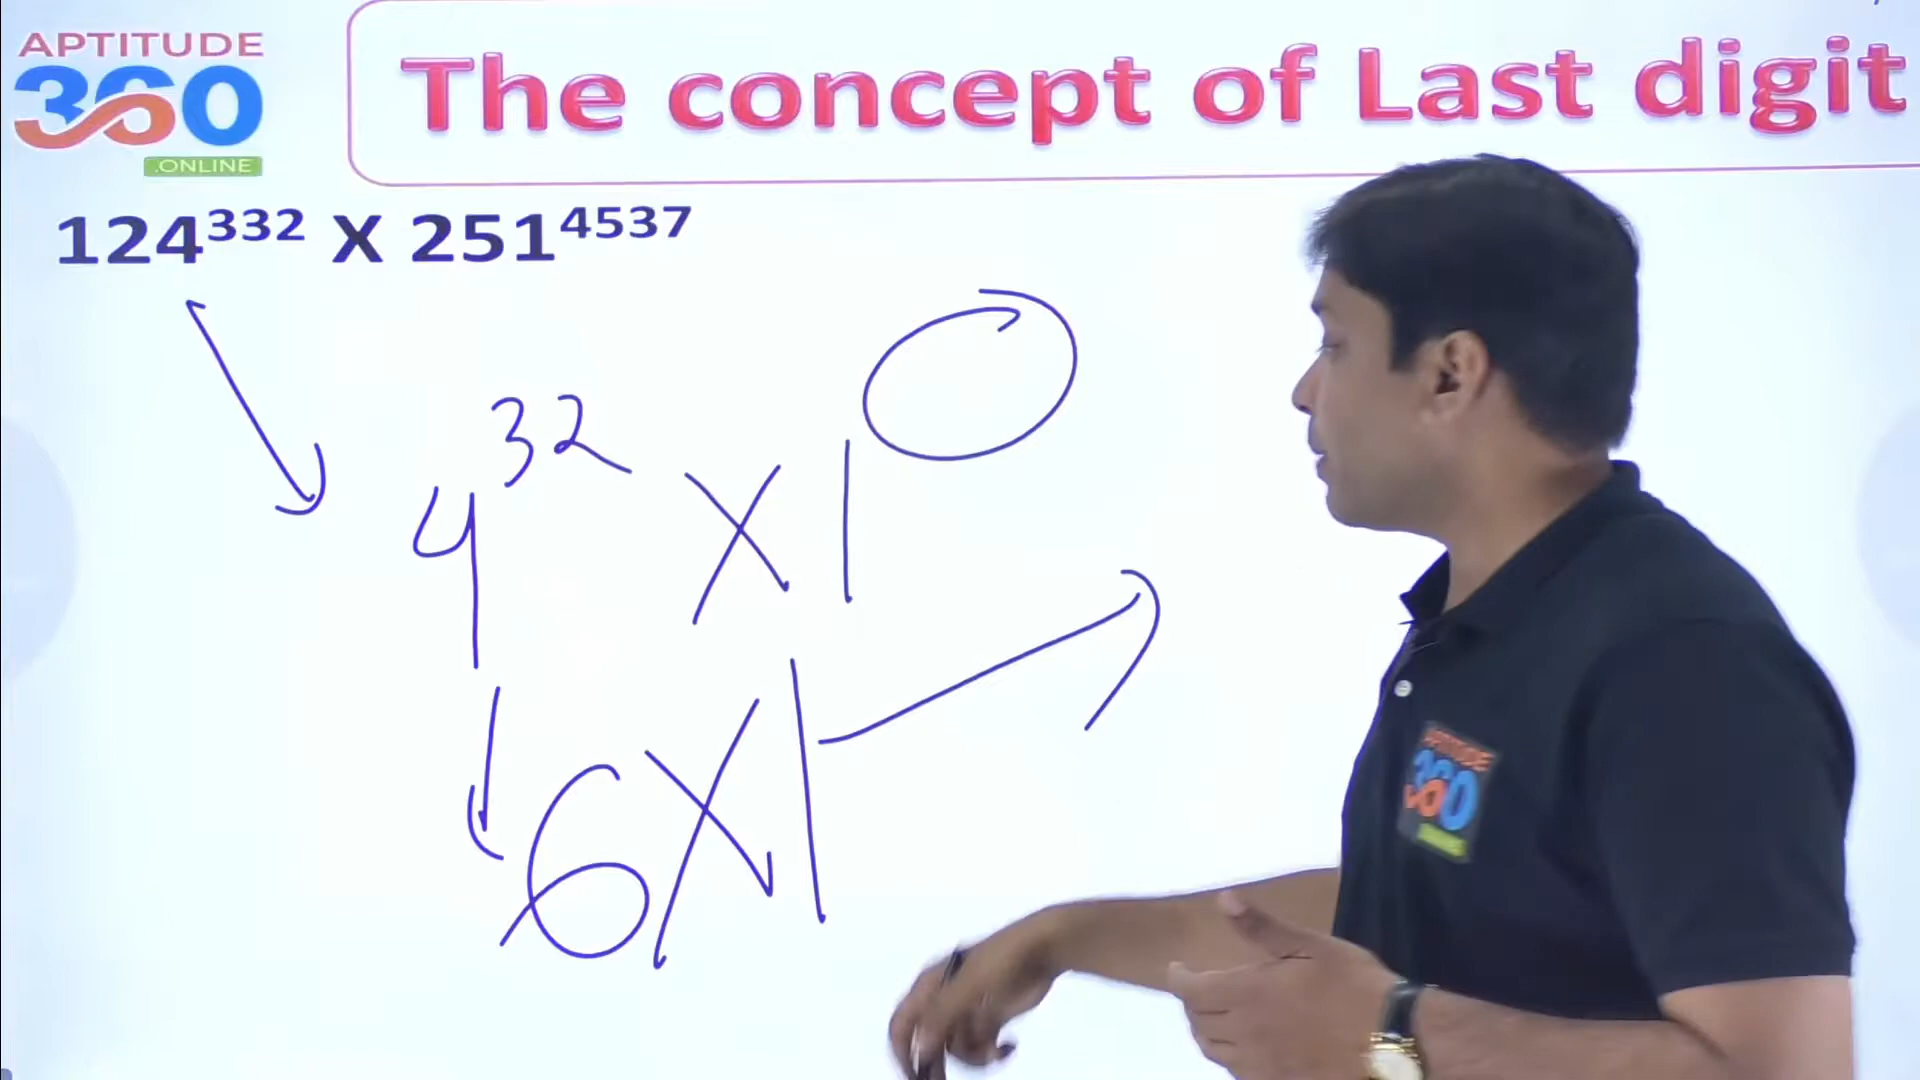 APTITUDE
360
.ONLINE
The concept of Last digit
124³³² X 251⁴⁵³⁷
4³² X 1
6 X 1
APTITUDE
360